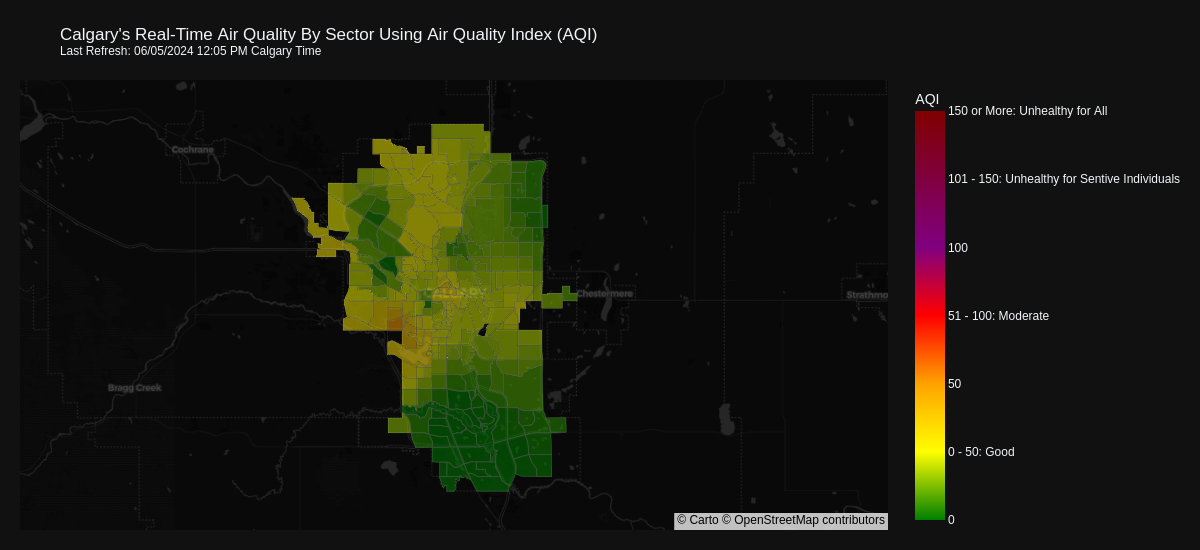 Calgary's Real-Time Air Quality By Sector Using Air Quality Index (AQI)
Last Refresh: 06/05/2024 12:05 PM Calgary Time
AQI
150 or More: Unhealthy for All
101 - 150: Unhealthy for Sentive Individuals
100
51 - 100: Moderate
50
0 - 50: Good
0
Cochrane
CALGARY
Chestermere
Strathmo
Bragg Creek
© Carto © OpenStreetMap contributors